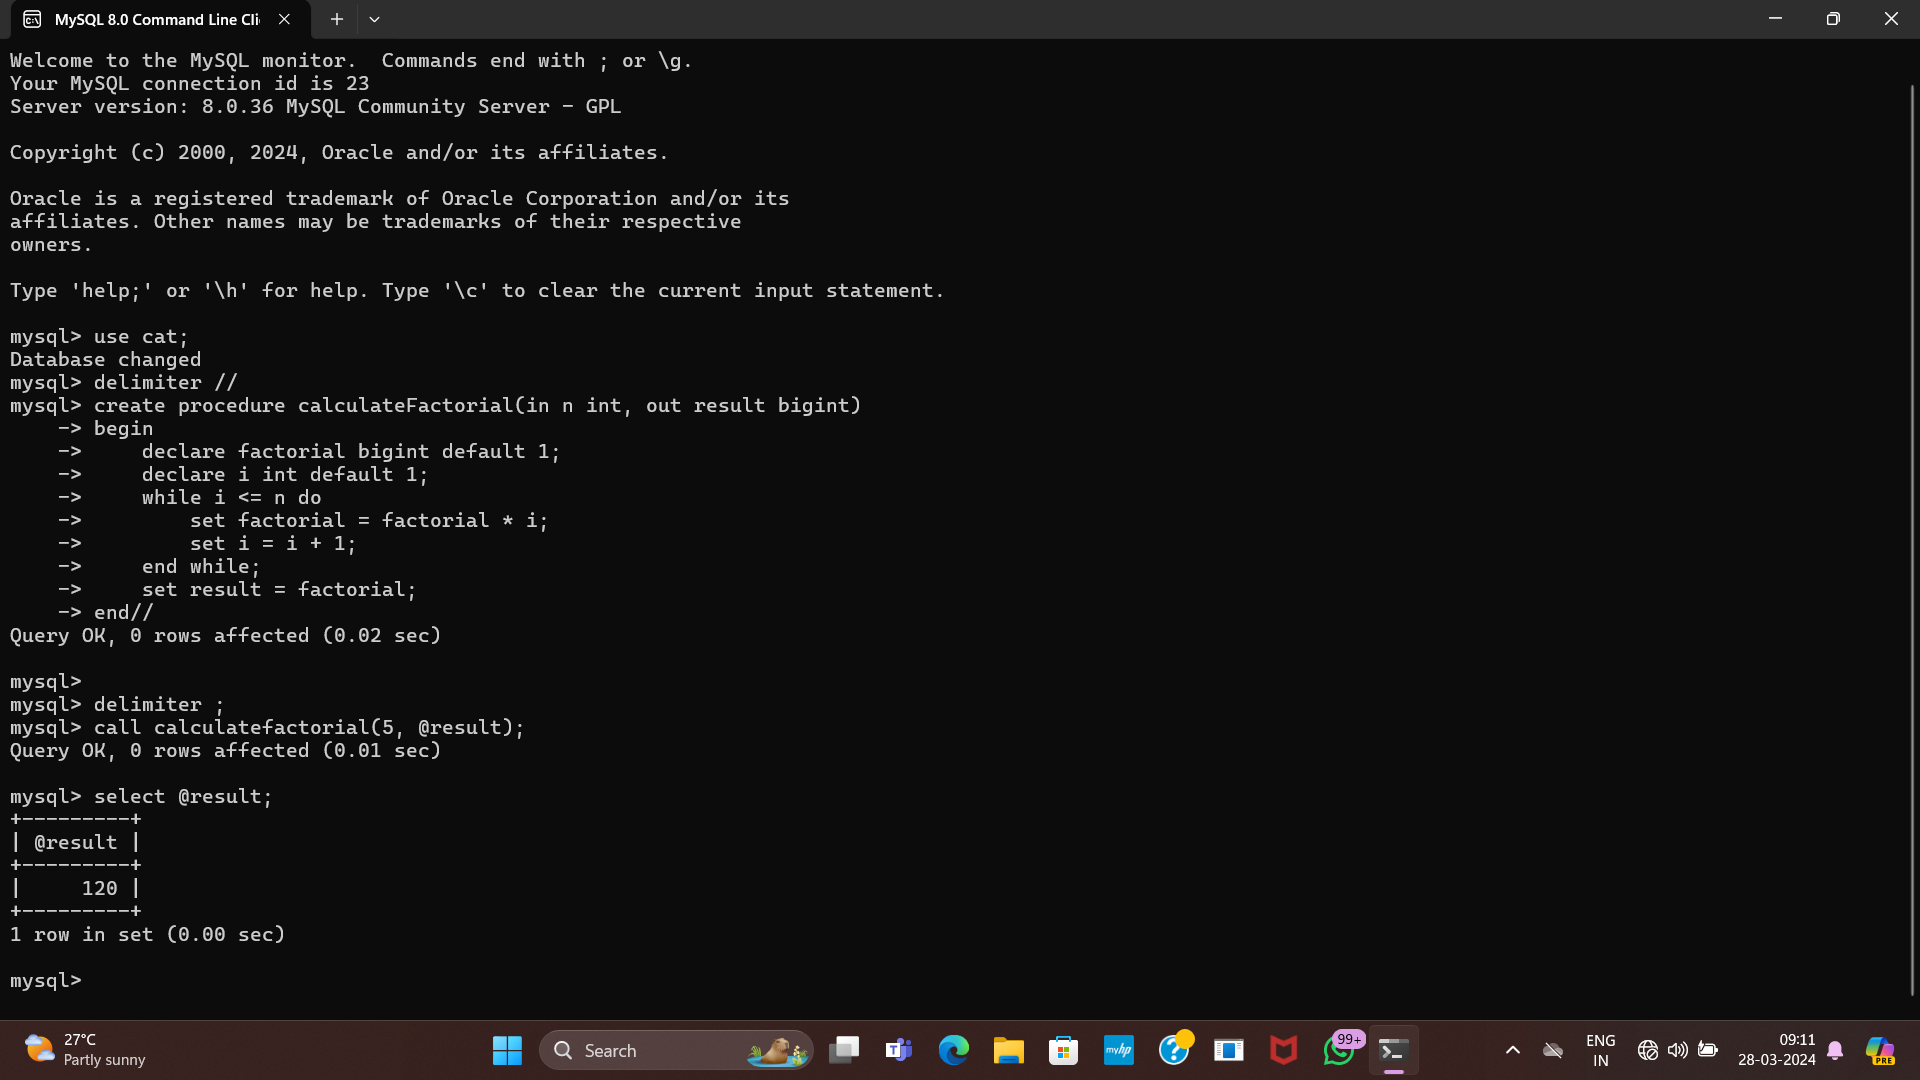 MySQL 8.0 Command Line Cli
Welcome to the MySQL monitor.  Commands end with ; or \g.
Your MySQL connection id is 23
Server version: 8.0.36 MySQL Community Server - GPL
Copyright (c) 2000, 2024, Oracle and/or its affiliates.
Oracle is a registered trademark of Oracle Corporation and/or its
affiliates. Other names may be trademarks of their respective
owners.
Type 'help;' or '\h' for help. Type '\c' to clear the current input statement.
mysql> use cat;
Database changed
mysql> delimiter //
mysql> create procedure calculateFactorial(in n int, out result bigint)
    -> begin
    ->     declare factorial bigint default 1;
    ->     declare i int default 1;
    ->     while i <= n do
    ->         set factorial = factorial * i;
    ->         set i = i + 1;
    ->     end while;
    ->     set result = factorial;
    -> end//
Query OK, 0 rows affected (0.02 sec)
mysql>
mysql> delimiter ;
mysql> call calculatefactorial(5, @result);
Query OK, 0 rows affected (0.01 sec)
mysql> select @result;
+---------+
| @result |
+---------+
|     120 |
+---------+
1 row in set (0.00 sec)
mysql>
27°C
Partly sunny
Search
myhp
99+
ENG
IN
09:11
28-03-2024
PRE